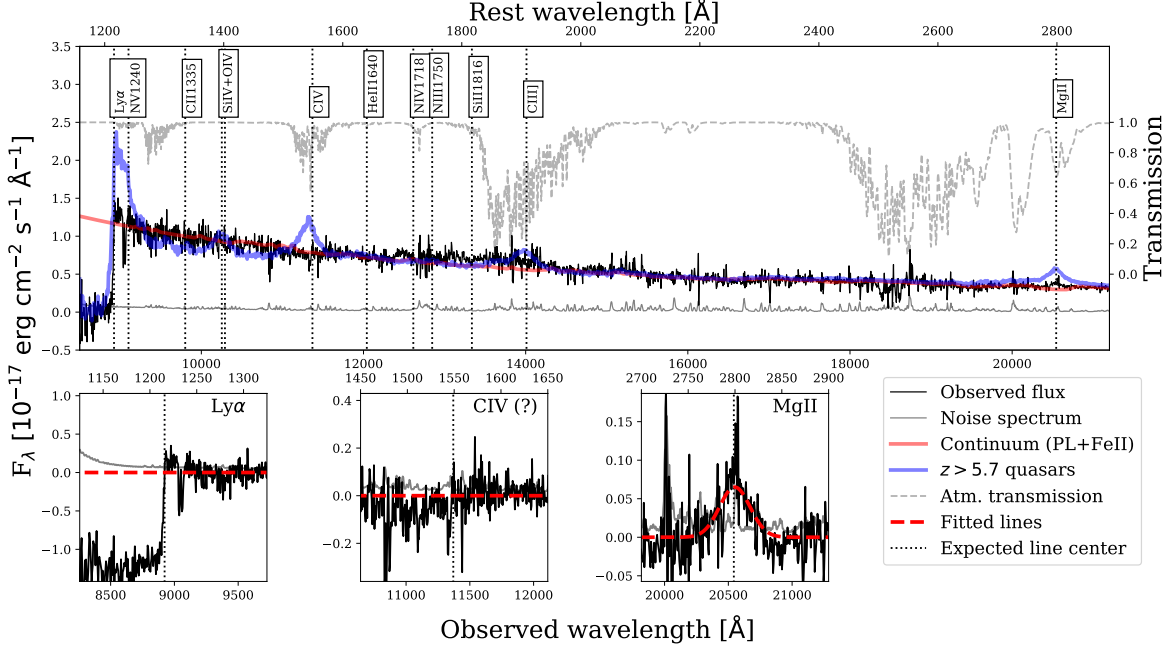 Rest wavelength [Å]
1200 1400 1600 1800 2000 2200 2400 2600 2800
3.5
3.0
2.5
2.0
1.5
1.0
0.5
0.0
−0.5
Lyα
NV1240
CII1335
SiIV+OIV
CIV
HeII1640
NIV1718
NIII1750
SiII1816
CIII]
MgII
1.0
0.8
0.6
0.4
0.2
0.0
Transmission
10000 12000 14000 16000 18000 20000
F_λ [10⁻¹⁷ erg cm⁻² s⁻¹ Å⁻¹]
1150 1200 1250 1300
Lyα
1.0
0.5
0.0
−0.5
−1.0
8500 9000 9500
1450 1500 1550 1600 1650
CIV (?)
0.4
0.2
0.0
−0.2
11000 11500 12000
2700 2750 2800 2850 2900
MgII
0.15
0.10
0.05
0.00
−0.05
20000 20500 21000
Observed flux
Noise spectrum
Continuum (PL+FeII)
z > 5.7 quasars
Atm. transmission
Fitted lines
Expected line center
Observed wavelength [Å]